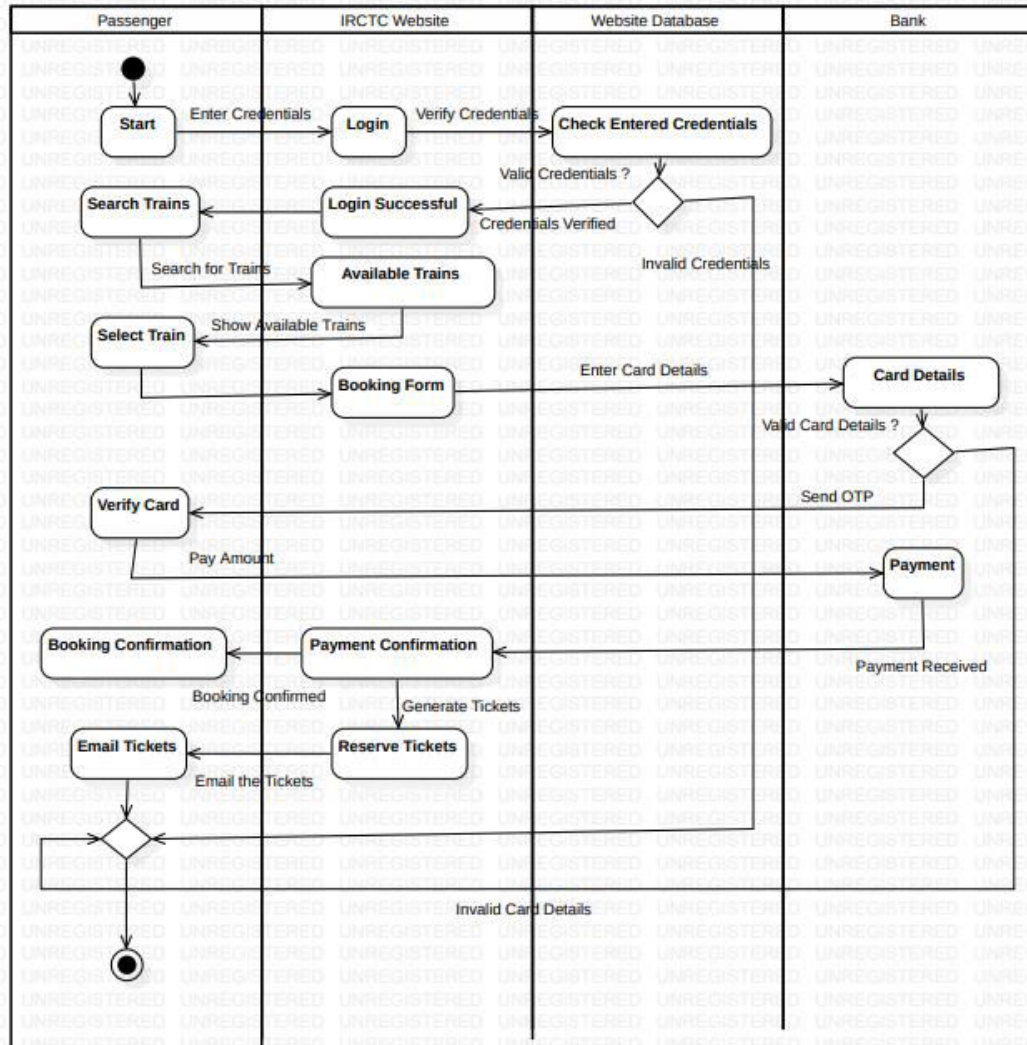 Passenger
IRCTC Website
Website Database
Bank
Start
Enter Credentials
Login
Verify Credentials
Check Entered Credentials
Valid Credentials ?
Search Trains
Login Successful
Credentials Verified
Invalid Credentials
Search for Trains
Available Trains
Show Available Trains
Select Train
Booking Form
Enter Card Details
Card Details
Valid Card Details ?
Verify Card
Send OTP
Pay Amount
Payment
Booking Confirmation
Payment Confirmation
Payment Received
Booking Confirmed
Generate Tickets
Email Tickets
Reserve Tickets
Email the Tickets
Invalid Card Details
UNREGISTERED